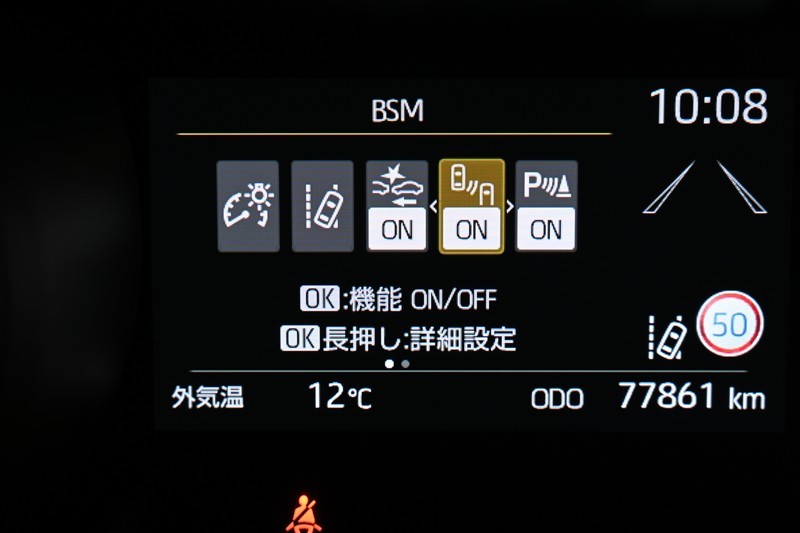 BSM 10:08
ON ON P ON
OK:機能 ON/OFF
OK長押し:詳細設定
50
外気温 12℃ ODO 77861 km